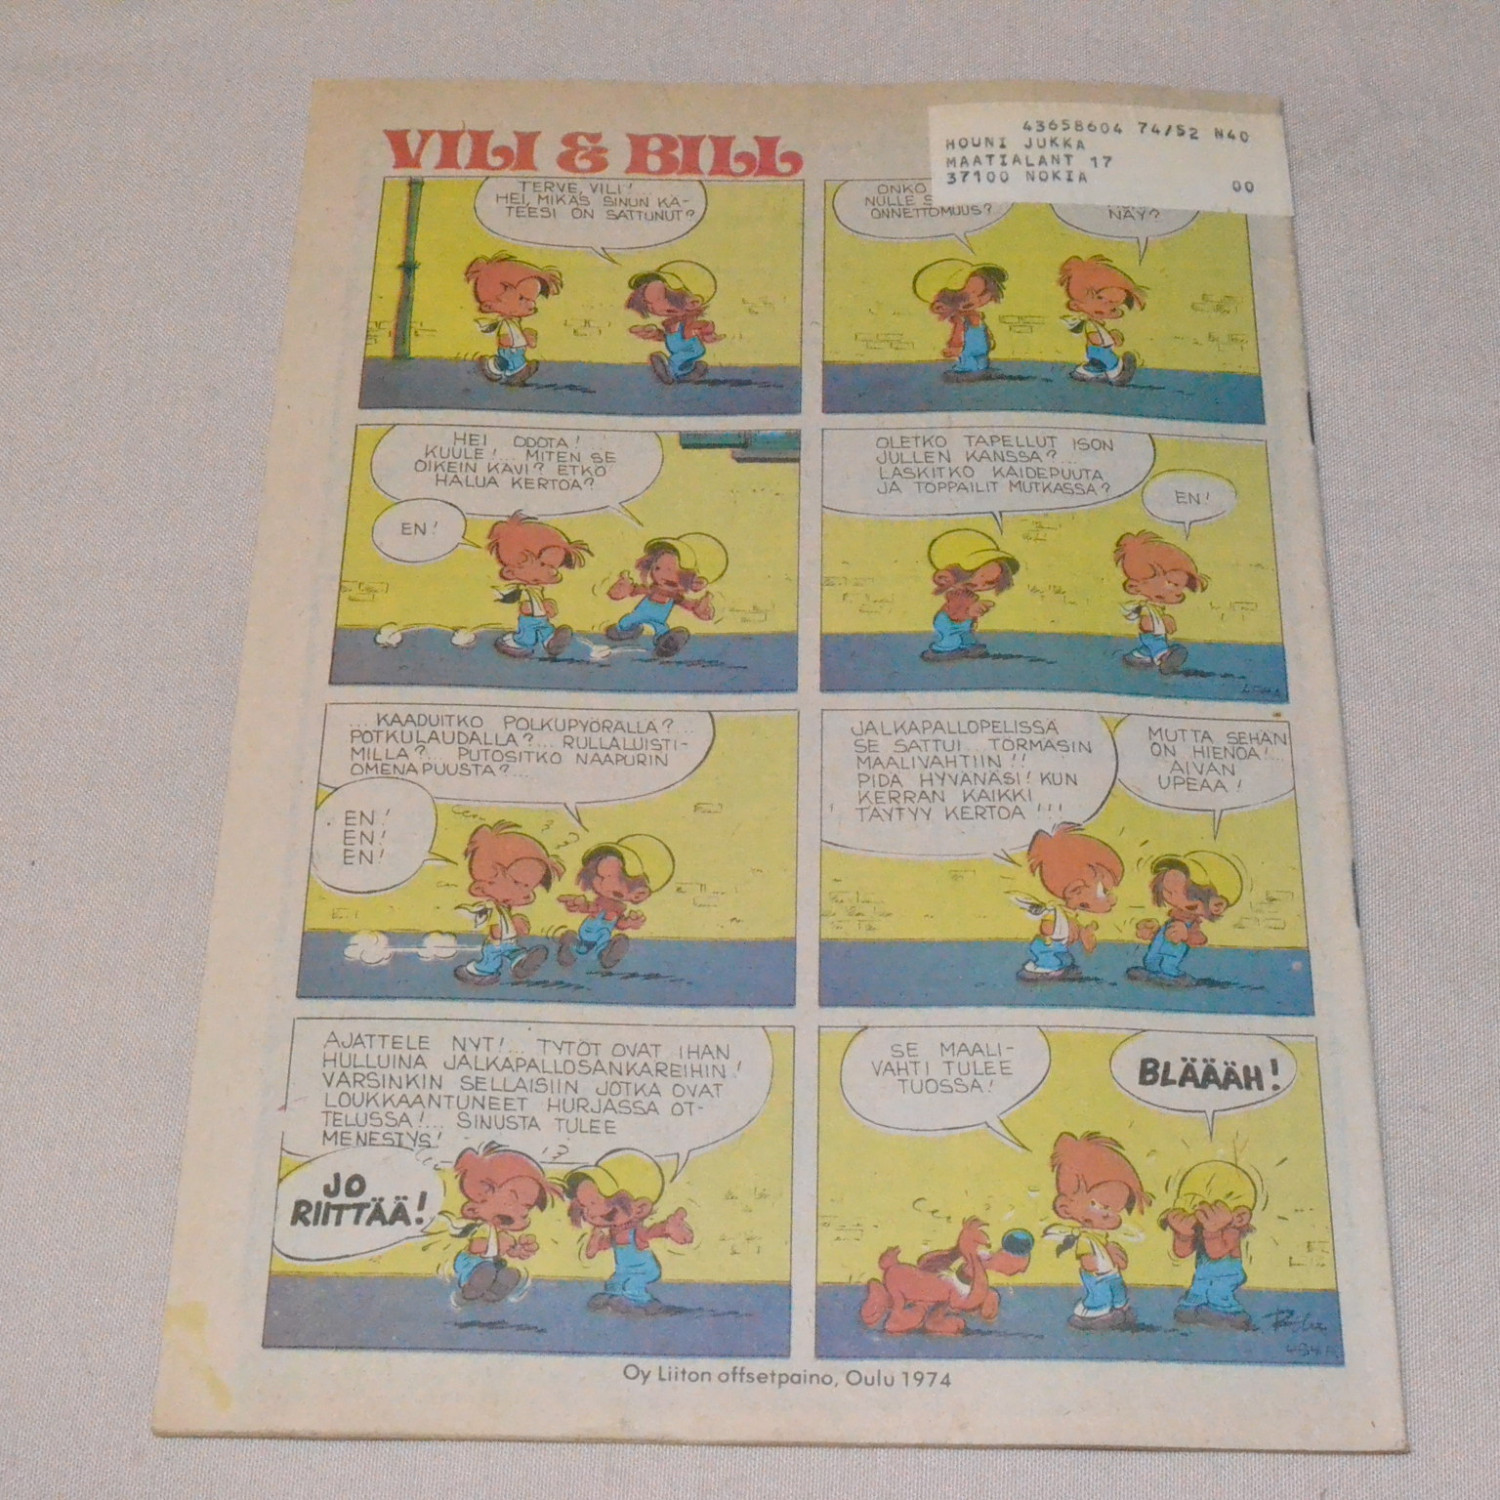 VILI & BILL
43658604 74/52 N40
HOUNI JUKKA
MAATIALANT 17
37100 NOKIA
00
TERVE, VILI!...
HEI, MIKÄS SINUN KÄ-
TEESI ON SATTUNUT?
ONKO
NULLE S
ONNETTOMUUS?
NÄY?
HEI ODOTA!
KUULE!... MITEN SE
OIKEIN KÄVI? ETKÖ
HALUA KERTOA?
EN!
OLETKO TAPELLUT ISON
JULLEN KANSSA?...
LASKITKO KAIDEPUUTA
JA TOPPAILIT MUTKASSA?
EN!
... KAADUITKO POLKUPYÖRÄLLÄ?...
POTKULAUDALLA?... RULLALUISTI-
MILLA?... PUTOSITKO NAAPURIN
OMENAPUUSTA?...
EN!
EN!
EN!
JALKAPALLOPELISSÄ
SE SATTUI. TÖRMÄSIN
MAALIVAHTIIN!!
PIDÄ HYVÄNÄSI! KUN
KERRAN KAIKKI
TÄYTYY KERTOA!!!
MUTTA SEHÄN
ON HIENOA!...
AIVAN
UPEAA!
AJATTELE NYT!... TYTÖT OVAT IHAN
HULLUINA JALKAPALLOSANKAREIHIN!
VARSINKIN SELLAISIIN JOTKA OVAT
LOUKKAANTUNEET HURJASSA OT-
TELUSSA!... SINUSTA TULEE
MENESTYS!
JO
RIITTÄÄ!
SE MAALI-
VAHTI TULEE
TUOSSA!
BLÄÄÄH!
Oy Liiton offsetpaino, Oulu 1974